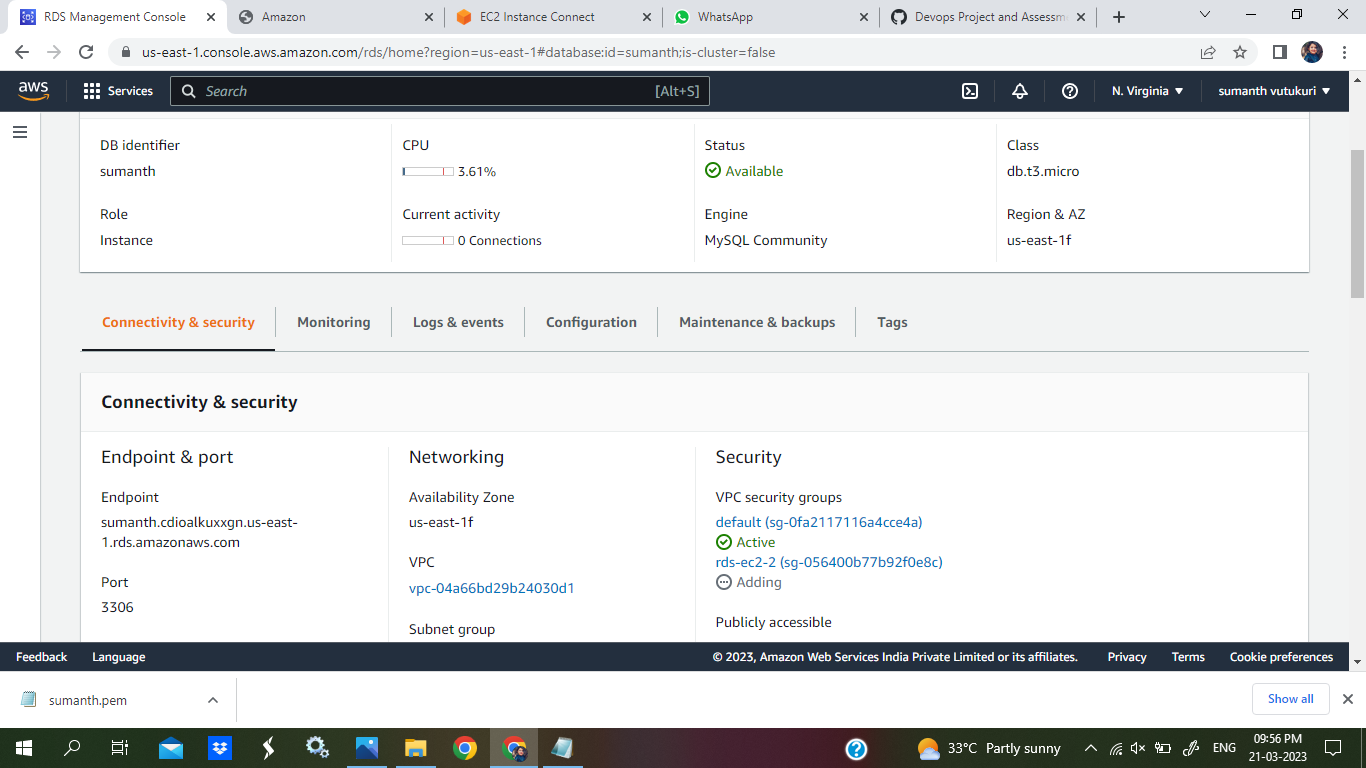 RDS Management Console
Amazon
EC2 Instance Connect
WhatsApp
Devops Project and Assessm
us-east-1.console.aws.amazon.com/rds/home?region=us-east-1#database:id=sumanth;is-cluster=false
aws
Services
Search
[Alt+S]
N. Virginia
sumanth vutukuri
DB identifier
sumanth
CPU
3.61%
Status
Available
Class
db.t3.micro
Role
Instance
Current activity
0 Connections
Engine
MySQL Community
Region & AZ
us-east-1f
Connectivity & security
Monitoring
Logs & events
Configuration
Maintenance & backups
Tags
Connectivity & security
Endpoint & port
Endpoint
sumanth.cdioalkuxxgn.us-east-
1.rds.amazonaws.com
Port
3306
Networking
Availability Zone
us-east-1f
VPC
vpc-04a66bd29b24030d1
Subnet group
Security
VPC security groups
default (sg-0fa2117116a4cce4a)
Active
rds-ec2-2 (sg-056400b77b92f0e8c)
Adding
Publicly accessible
Feedback
Language
© 2023, Amazon Web Services India Private Limited or its affiliates.
Privacy
Terms
Cookie preferences
sumanth.pem
Show all
33°C Partly sunny
ENG
09:56 PM
21-03-2023